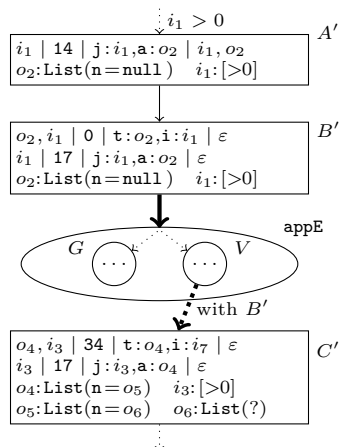 i₁ > 0
A′
i₁ | 14 | j:i₁,a:o₂ | i₁, o₂
o₂:List(n=null) i₁:[>0]
B′
o₂, i₁ | 0 | t:o₂,i:i₁ | ε
i₁ | 17 | j:i₁,a:o₂ | ε
o₂:List(n=null) i₁:[>0]
appE
G ··· ··· V
with B′
C′
o₄, i₃ | 34 | t:o₄,i:i₇ | ε
i₃ | 17 | j:i₃,a:o₄ | ε
o₄:List(n=o₅) i₃:[>0]
o₅:List(n=o₆) o₆:List(?)